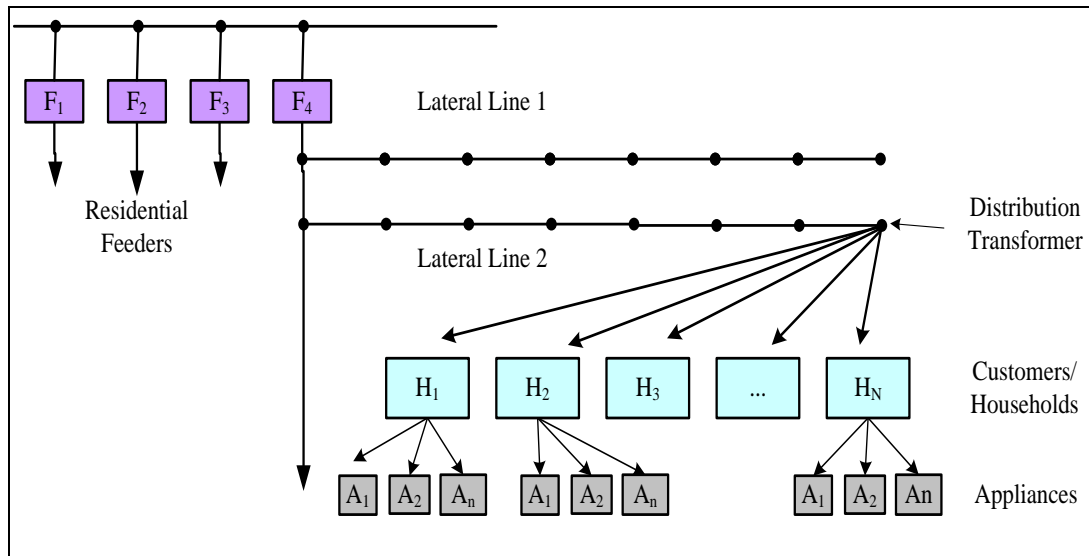 F₁ F₂ F₃ F₄
Lateral Line 1
Residential
Feeders
Distribution
Transformer
Lateral Line 2
H₁ H₂ H₃ ... H_N
Customers/
Households
A₁ A₂ Aₙ A₁ A₂ Aₙ A₁ A₂ An
Appliances